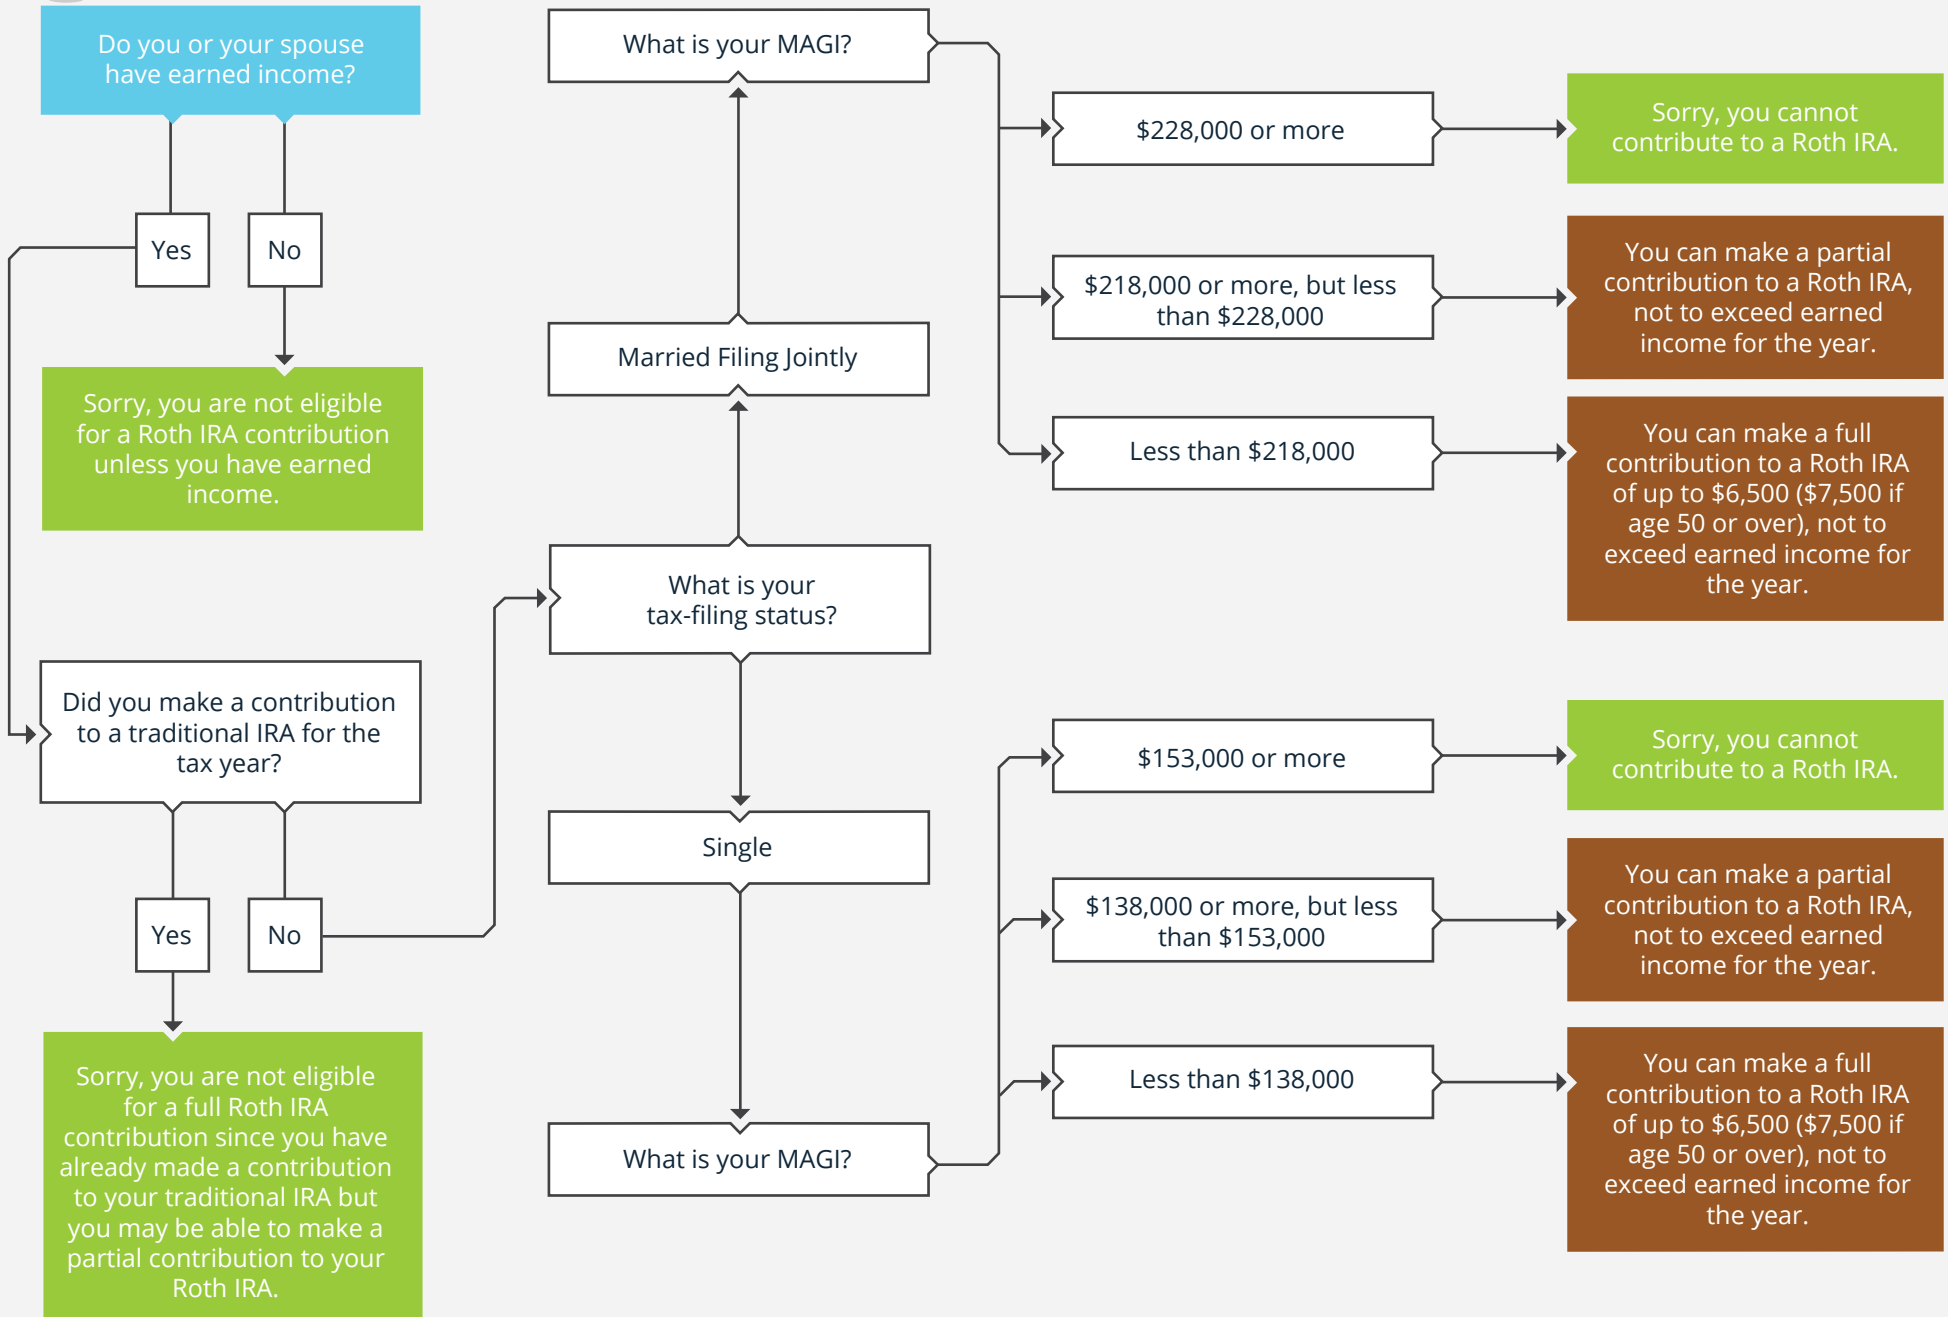 Do you or your spouse
have earned income?
Yes
No
Sorry, you are not eligible
for a Roth IRA contribution
unless you have earned
income.
Did you make a contribution
to a traditional IRA for the
tax year?
Yes
No
Sorry, you are not eligible
for a full Roth IRA
contribution since you have
already made a contribution
to your traditional IRA but
you may be able to make a
partial contribution to your
Roth IRA.
What is your MAGI?
Married Filing Jointly
What is your
tax-filing status?
Single
What is your MAGI?
$228,000 or more
$218,000 or more, but less
than $228,000
Less than $218,000
$153,000 or more
$138,000 or more, but less
than $153,000
Less than $138,000
Sorry, you cannot
contribute to a Roth IRA.
You can make a partial
contribution to a Roth IRA,
not to exceed earned
income for the year.
You can make a full
contribution to a Roth IRA
of up to $6,500 ($7,500 if
age 50 or over), not to
exceed earned income for
the year.
Sorry, you cannot
contribute to a Roth IRA.
You can make a partial
contribution to a Roth IRA,
not to exceed earned
income for the year.
You can make a full
contribution to a Roth IRA
of up to $6,500 ($7,500 if
age 50 or over), not to
exceed earned income for
the year.